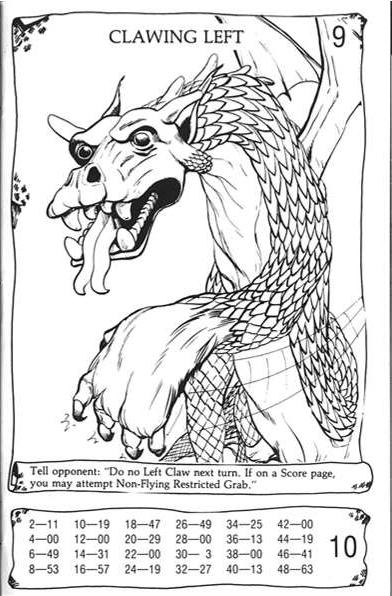 CLAWING LEFT
9
Tell opponent: “Do no Left Claw next turn. If on a Score page,
you may attempt Non-Flying Restricted Grab.”
2—11 10—19 18—47 26—49 34—25 42—00
4—00 12—00 20—29 28—00 36—13 44—19
6—49 14—31 22—00 30— 3 38—00 46—41
8—53 16—57 24—19 32—27 40—13 48—63
10